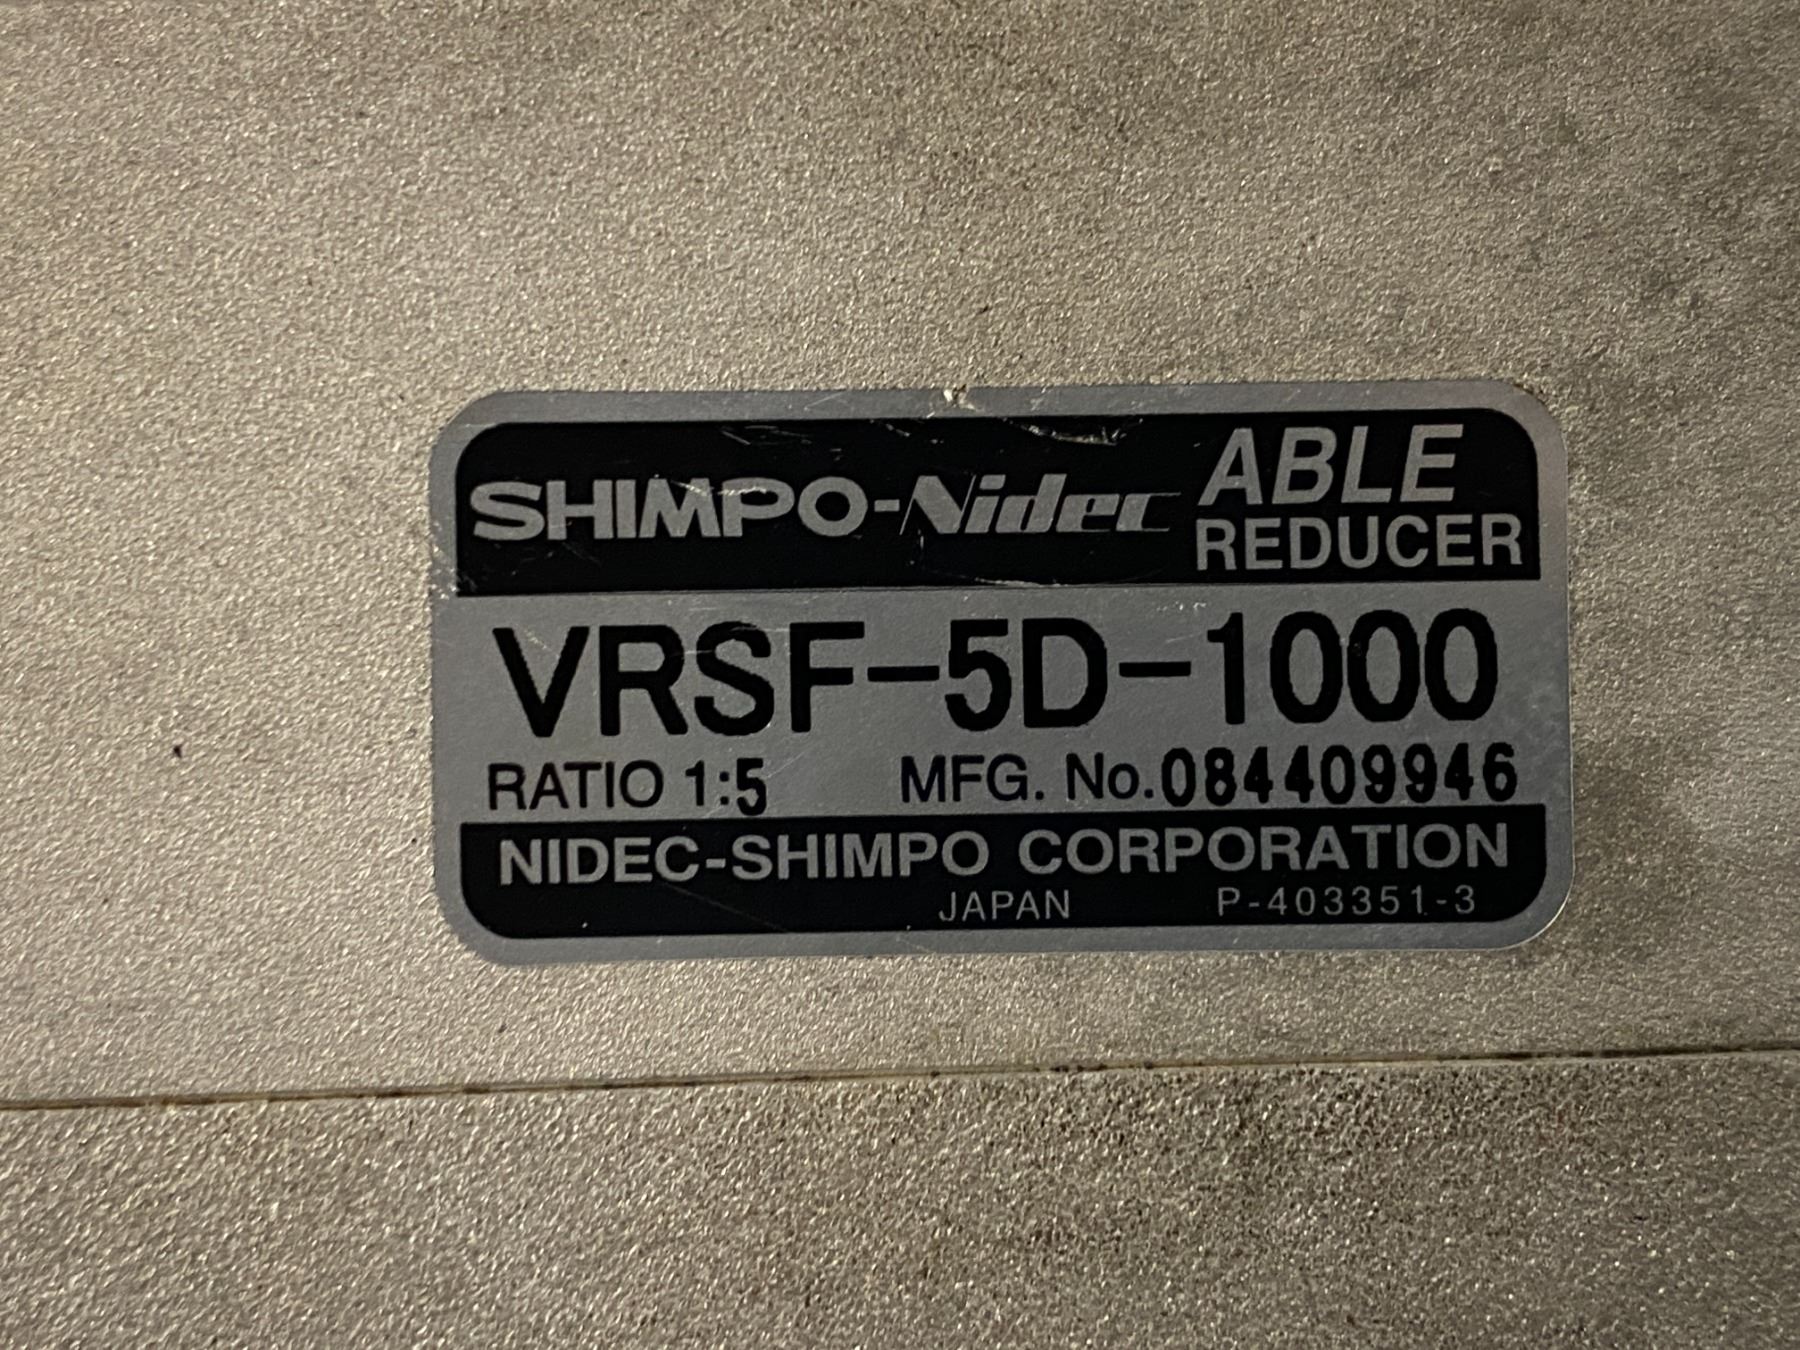 SHIMPO-Nidec ABLE
REDUCER
VRSF-5D-1000
RATIO 1:5 MFG. No.084409946
NIDEC-SHIMPO CORPORATION
JAPAN P-403351-3